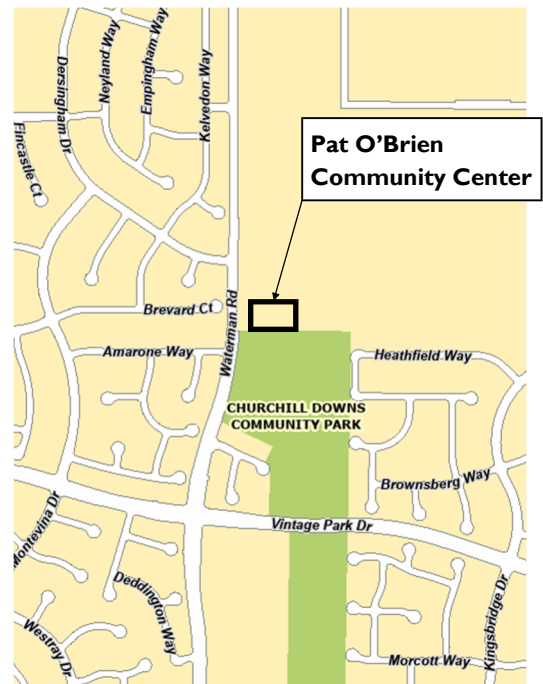 Dersingham Dr
Neyland Way
Empingham Way
Kelvedon Way
Fincastle Ct
Pat O’Brien
Community Center
Brevard Ct
Waterman Rd
Amarone Way
Heathfield Way
CHURCHILL DOWNS
COMMUNITY PARK
Brownsberg Way
Montevina Dr
Vintage Park Dr
Deddington Way
Westray Dr
Kingsbridge Dr
Morcott Way